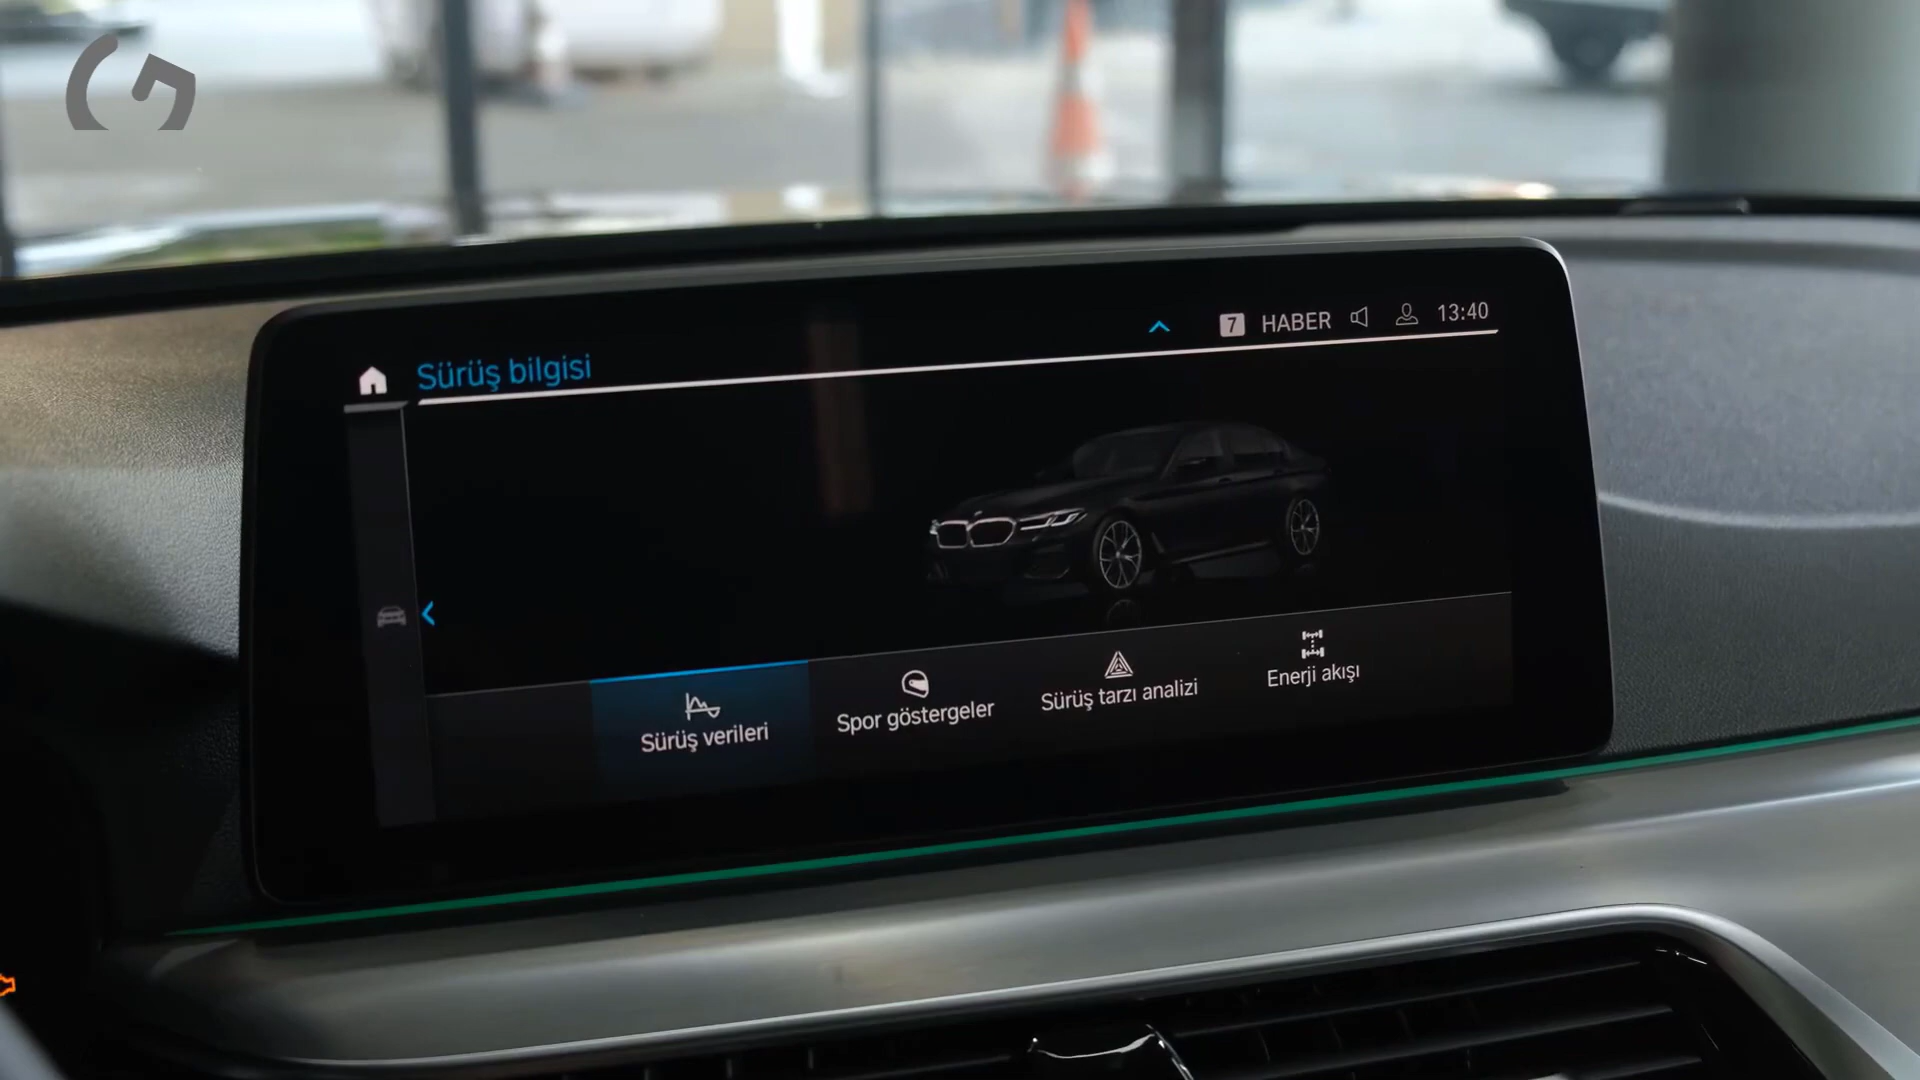 Sürüş bilgisi
7 HABER 13:40
Sürüş verileri
Spor göstergeler
Sürüş tarzı analizi
Enerji akışı